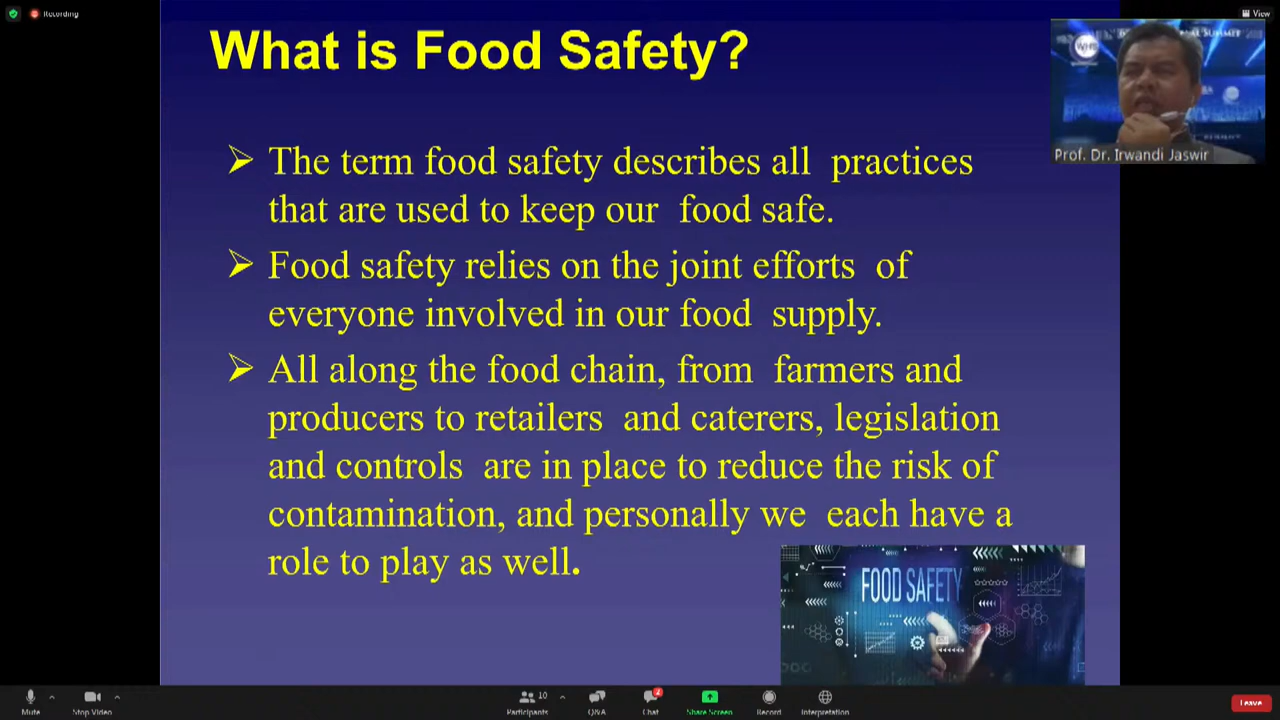 Recording
View
What is Food Safety?
The term food safety describes all practices
that are used to keep our food safe.
Food safety relies on the joint efforts of
everyone involved in our food supply.
All along the food chain, from farmers and
producers to retailers and caterers, legislation
and controls are in place to reduce the risk of
contamination, and personally we each have a
role to play as well.
Prof. Dr. Irwandi Jaswir
FOOD SAFETY
Mute
Stop Video
10
Participants
Q&A
2
Chat
Share Screen
Record
Interpretation
Leave